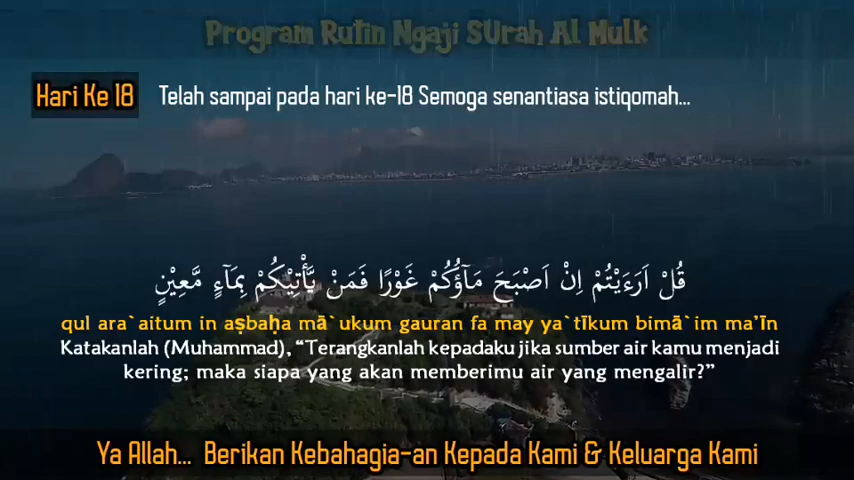 Program Rutin Ngaji SUrah Al Mulk
Hari Ke 18
Telah sampai pada hari ke-18 Semoga senantiasa istiqomah...
قُلْ اَرَءَيْتُمْ اِنْ اَصْبَحَ مَاۤؤُكُمْ غَوْرًا فَمَنْ يَّأْتِيْكُمْ بِمَاۤءٍ مَّعِيْنٍ
qul ara`aitum in aṣbaḥa mā`ukum gauran fa may ya`tīkum bimā`im ma’īn
Katakanlah (Muhammad), “Terangkanlah kepadaku jika sumber air kamu menjadi
kering; maka siapa yang akan memberimu air yang mengalir?”
Ya Allah... Berikan Kebahagia-an Kepada Kami & Keluarga Kami